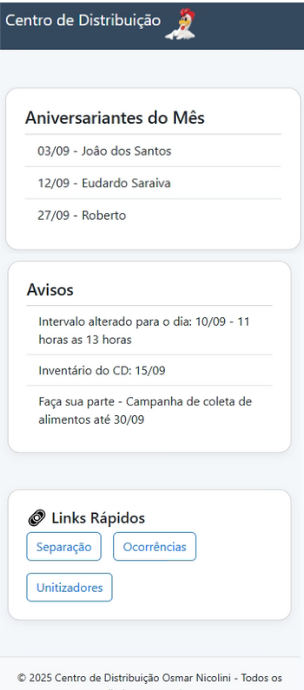 Centro de Distribuição
Aniversariantes do Mês
03/09 - João dos Santos
12/09 - Eudardo Saraiva
27/09 - Roberto
Avisos
Intervalo alterado para o dia: 10/09 - 11
horas as 13 horas
Inventário do CD: 15/09
Faça sua parte - Campanha de coleta de
alimentos até 30/09
Links Rápidos
Separação
Ocorrências
Unitizadores
© 2025 Centro de Distribuição Osmar Nicolini - Todos os